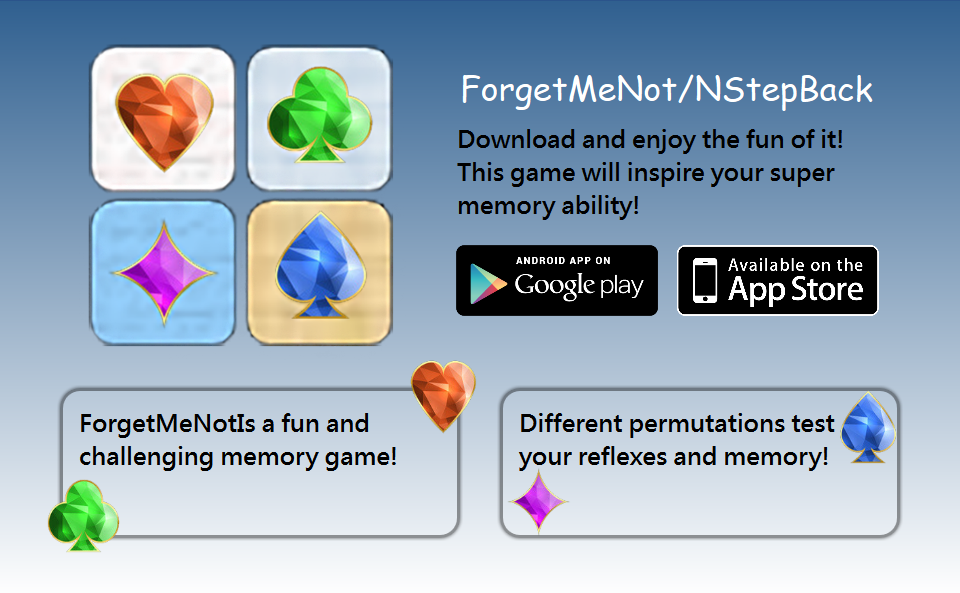 ForgetMeNot/NStepBack
Download and enjoy the fun of it!
This game will inspire your super
memory ability!
ANDROID APP ON
Google play
Available on the
App Store
ForgetMeNotIs a fun and
challenging memory game!
Different permutations test
your reflexes and memory!